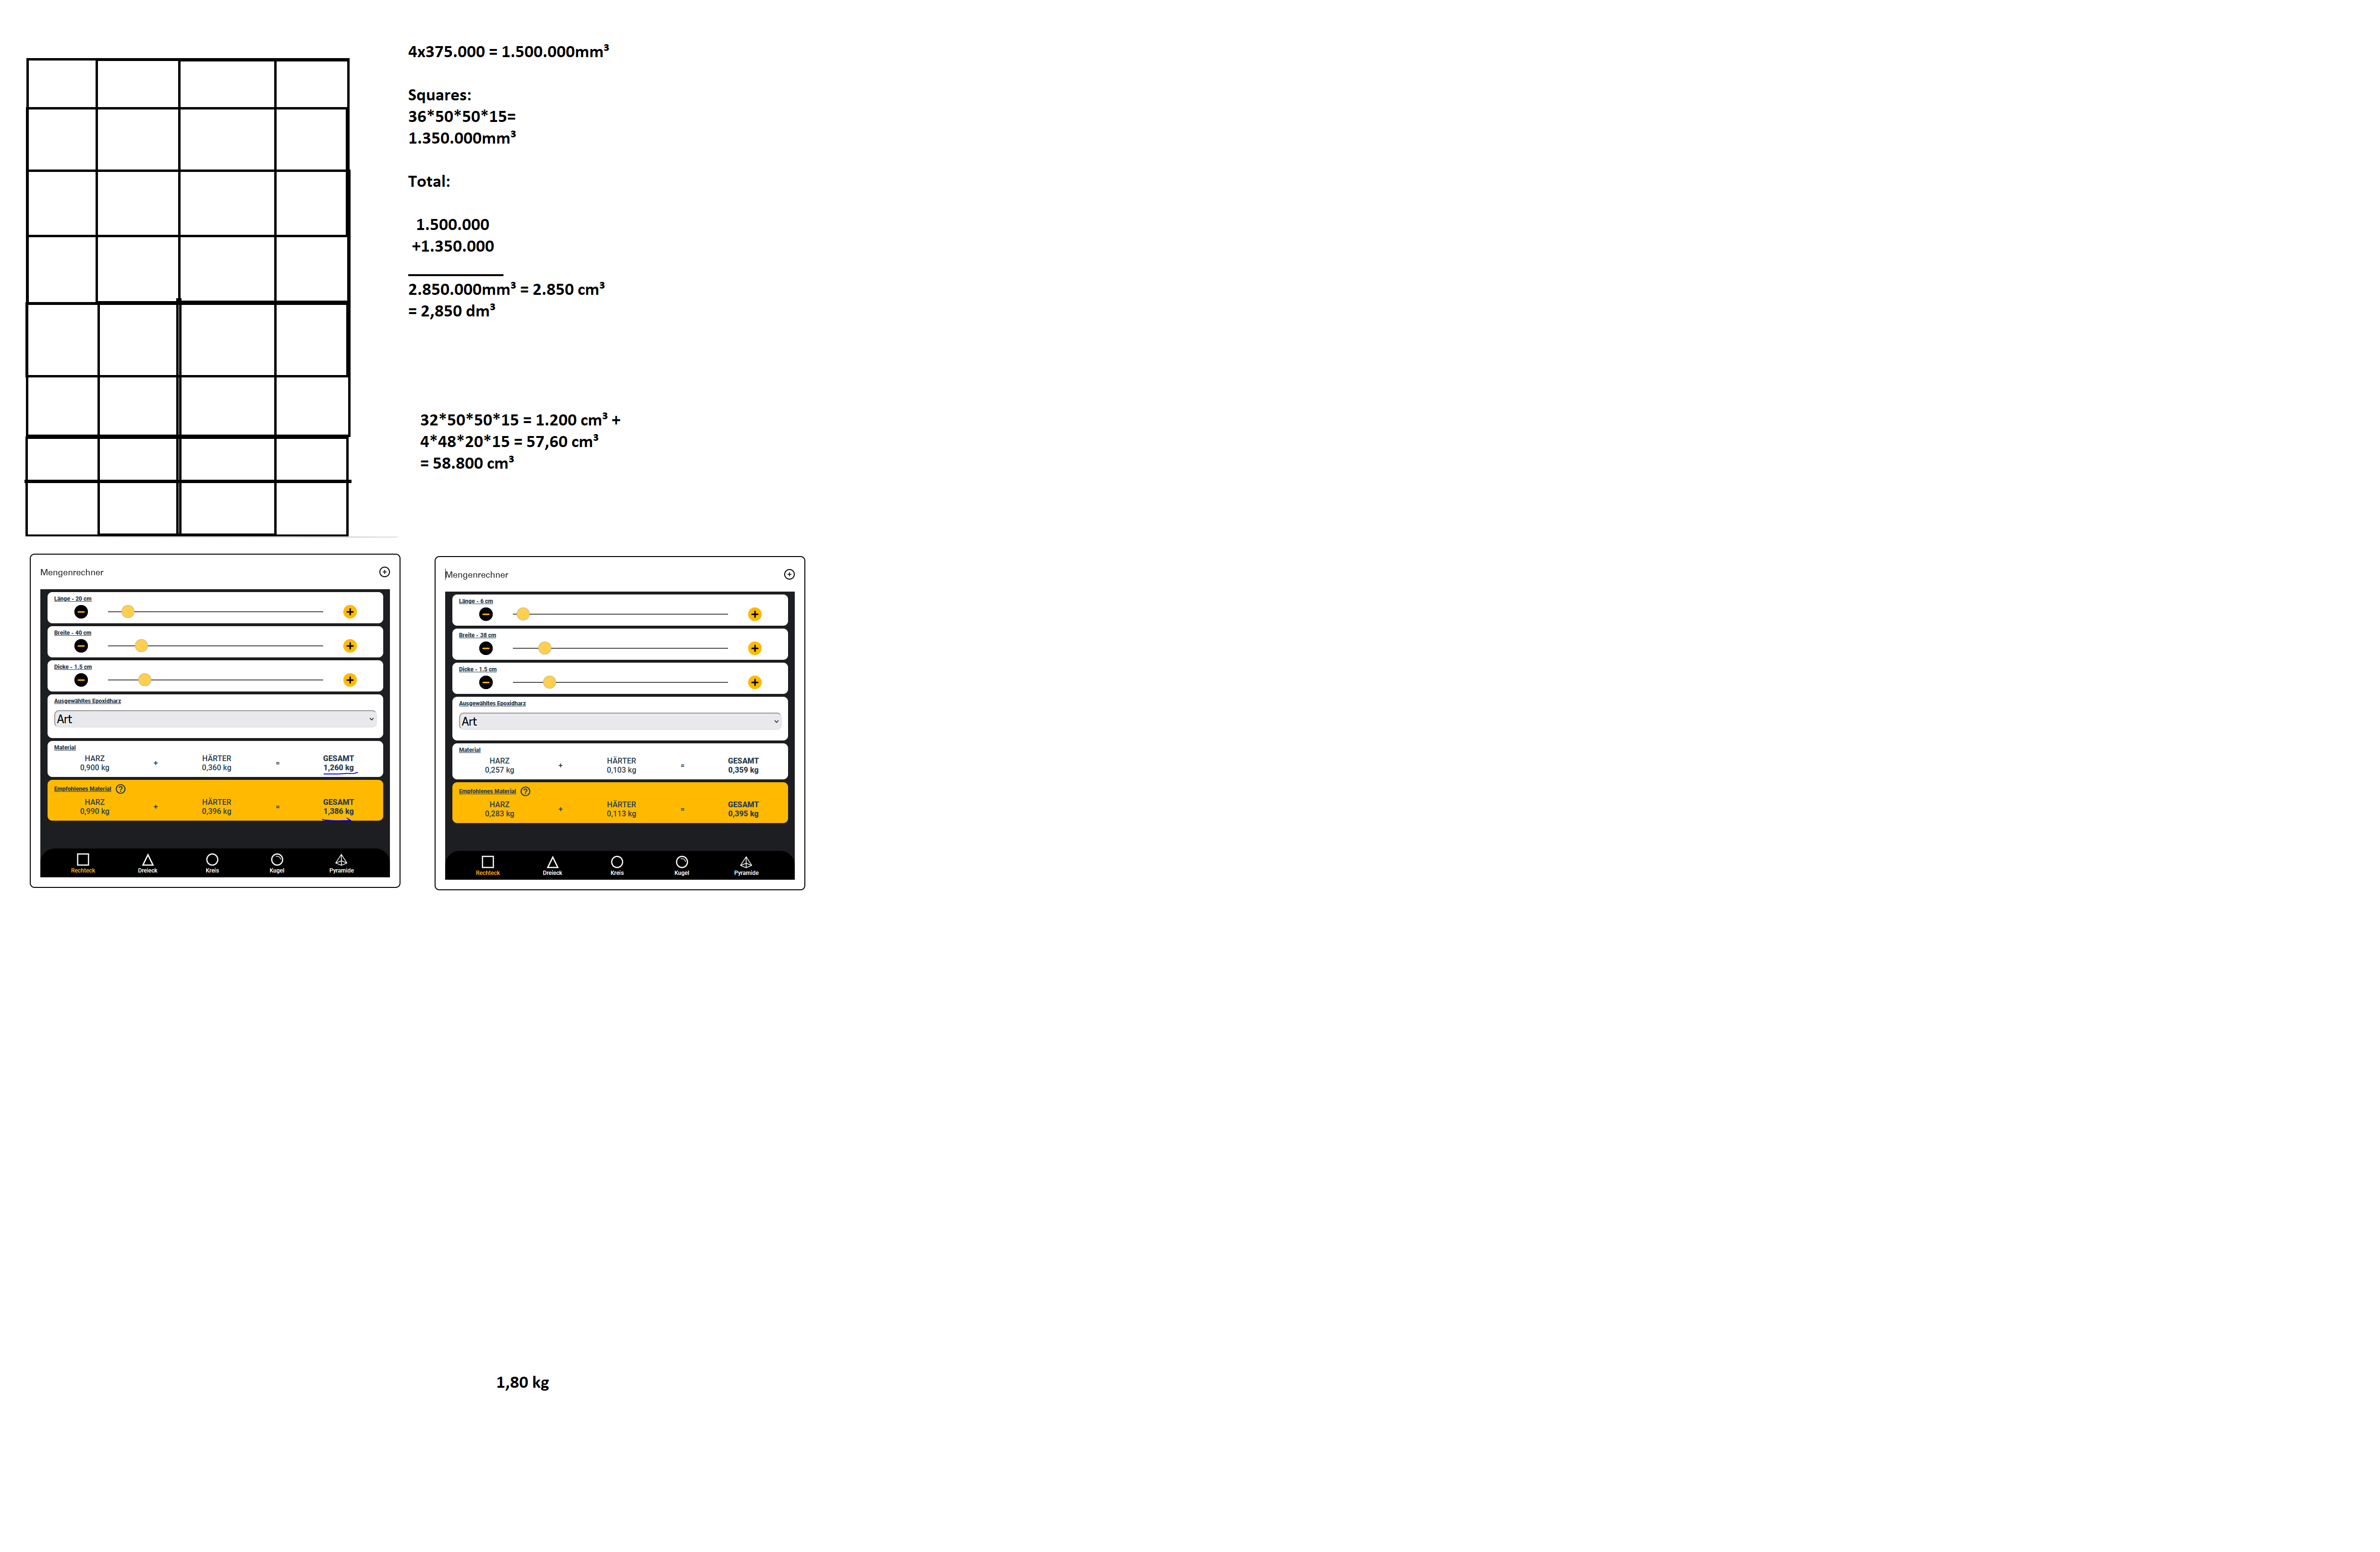 4x375.000 = 1.500.000mm³
Squares:
36*50*50*15=
1.350.000mm³
Total:
1.500.000
+1.350.000
2.850.000mm³ = 2.850 cm³
= 2,850 dm³
32*50*50*15 = 1.200 cm³ +
4*48*20*15 = 57,60 cm³
= 58.800 cm³
Mengenrechner
Länge - 20 cm
Breite - 40 cm
Dicke - 1.5 cm
Ausgewähltes Epoxidharz
Art
Material
HARZ + HÄRTER = GESAMT
0,900 kg 0,360 kg 1,260 kg
Empfohlenes Material ?
HARZ + HÄRTER = GESAMT
0,990 kg 0,396 kg 1,386 kg
Rechteck Dreieck Kreis Kugel Pyramide
Mengenrechner
Länge - 6 cm
Breite - 38 cm
Dicke - 1.5 cm
Ausgewähltes Epoxidharz
Art
Material
HARZ + HÄRTER = GESAMT
0,257 kg 0,103 kg 0,359 kg
Empfohlenes Material ?
HARZ + HÄRTER = GESAMT
0,283 kg 0,113 kg 0,395 kg
Rechteck Dreieck Kreis Kugel Pyramide
1,80 kg